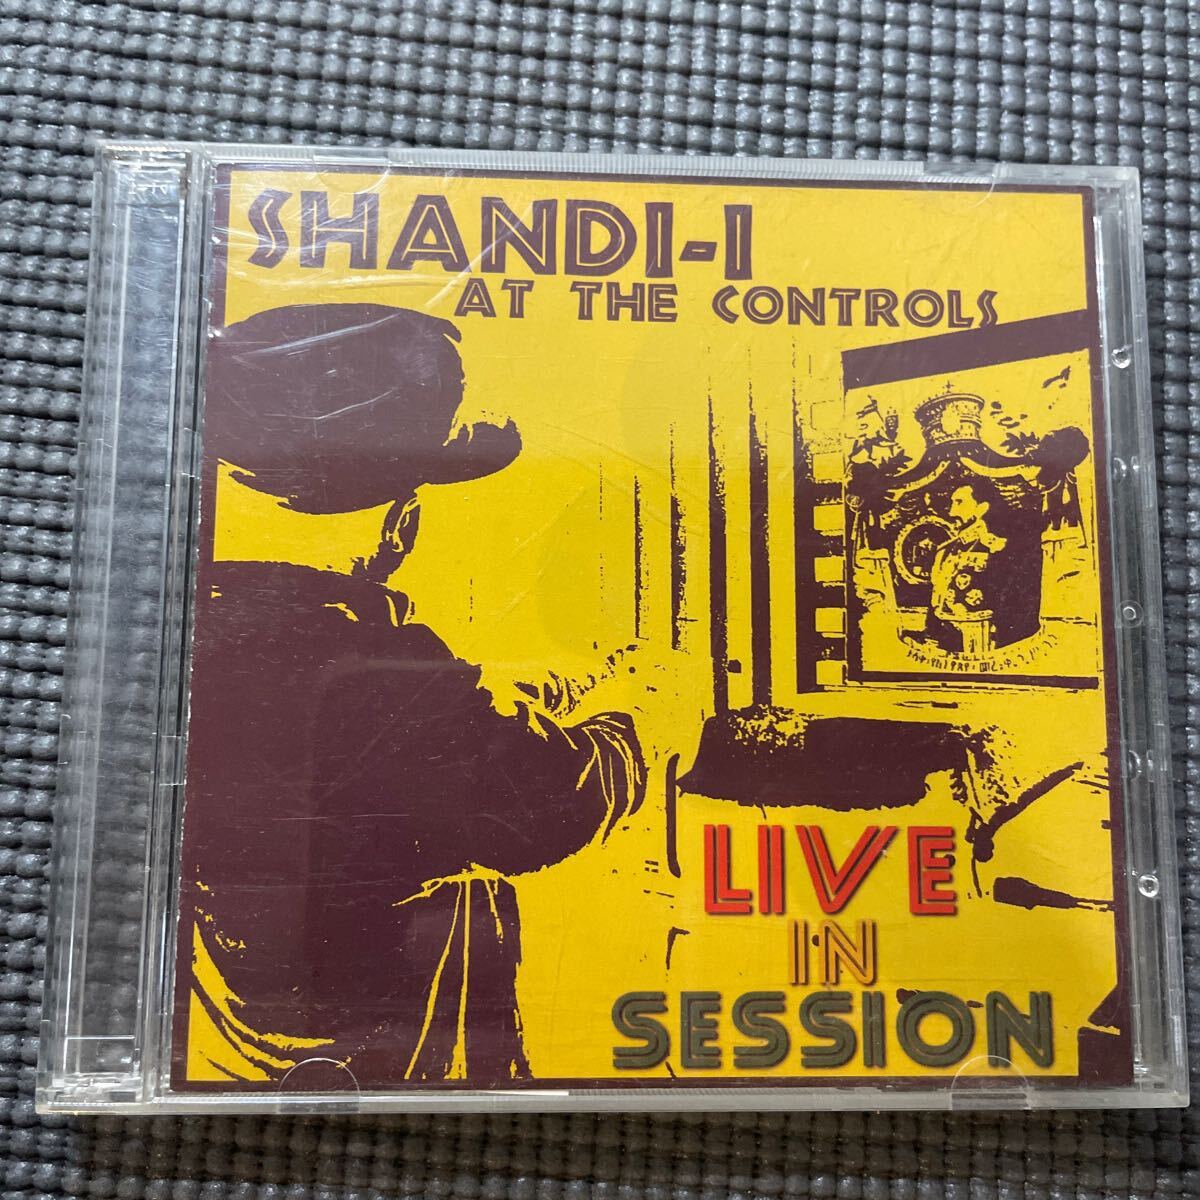 SHANDI-I
AT THE CONTROLS
LIVE
IN
SESSION